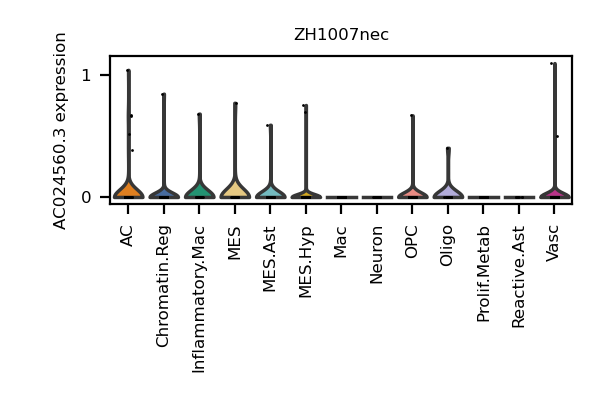 ZH1007nec
AC024560.3 expression
1
0
AC
Chromatin.Reg
Inflammatory.Mac
MES
MES.Ast
MES.Hyp
Mac
Neuron
OPC
Oligo
Prolif.Metab
Reactive.Ast
Vasc